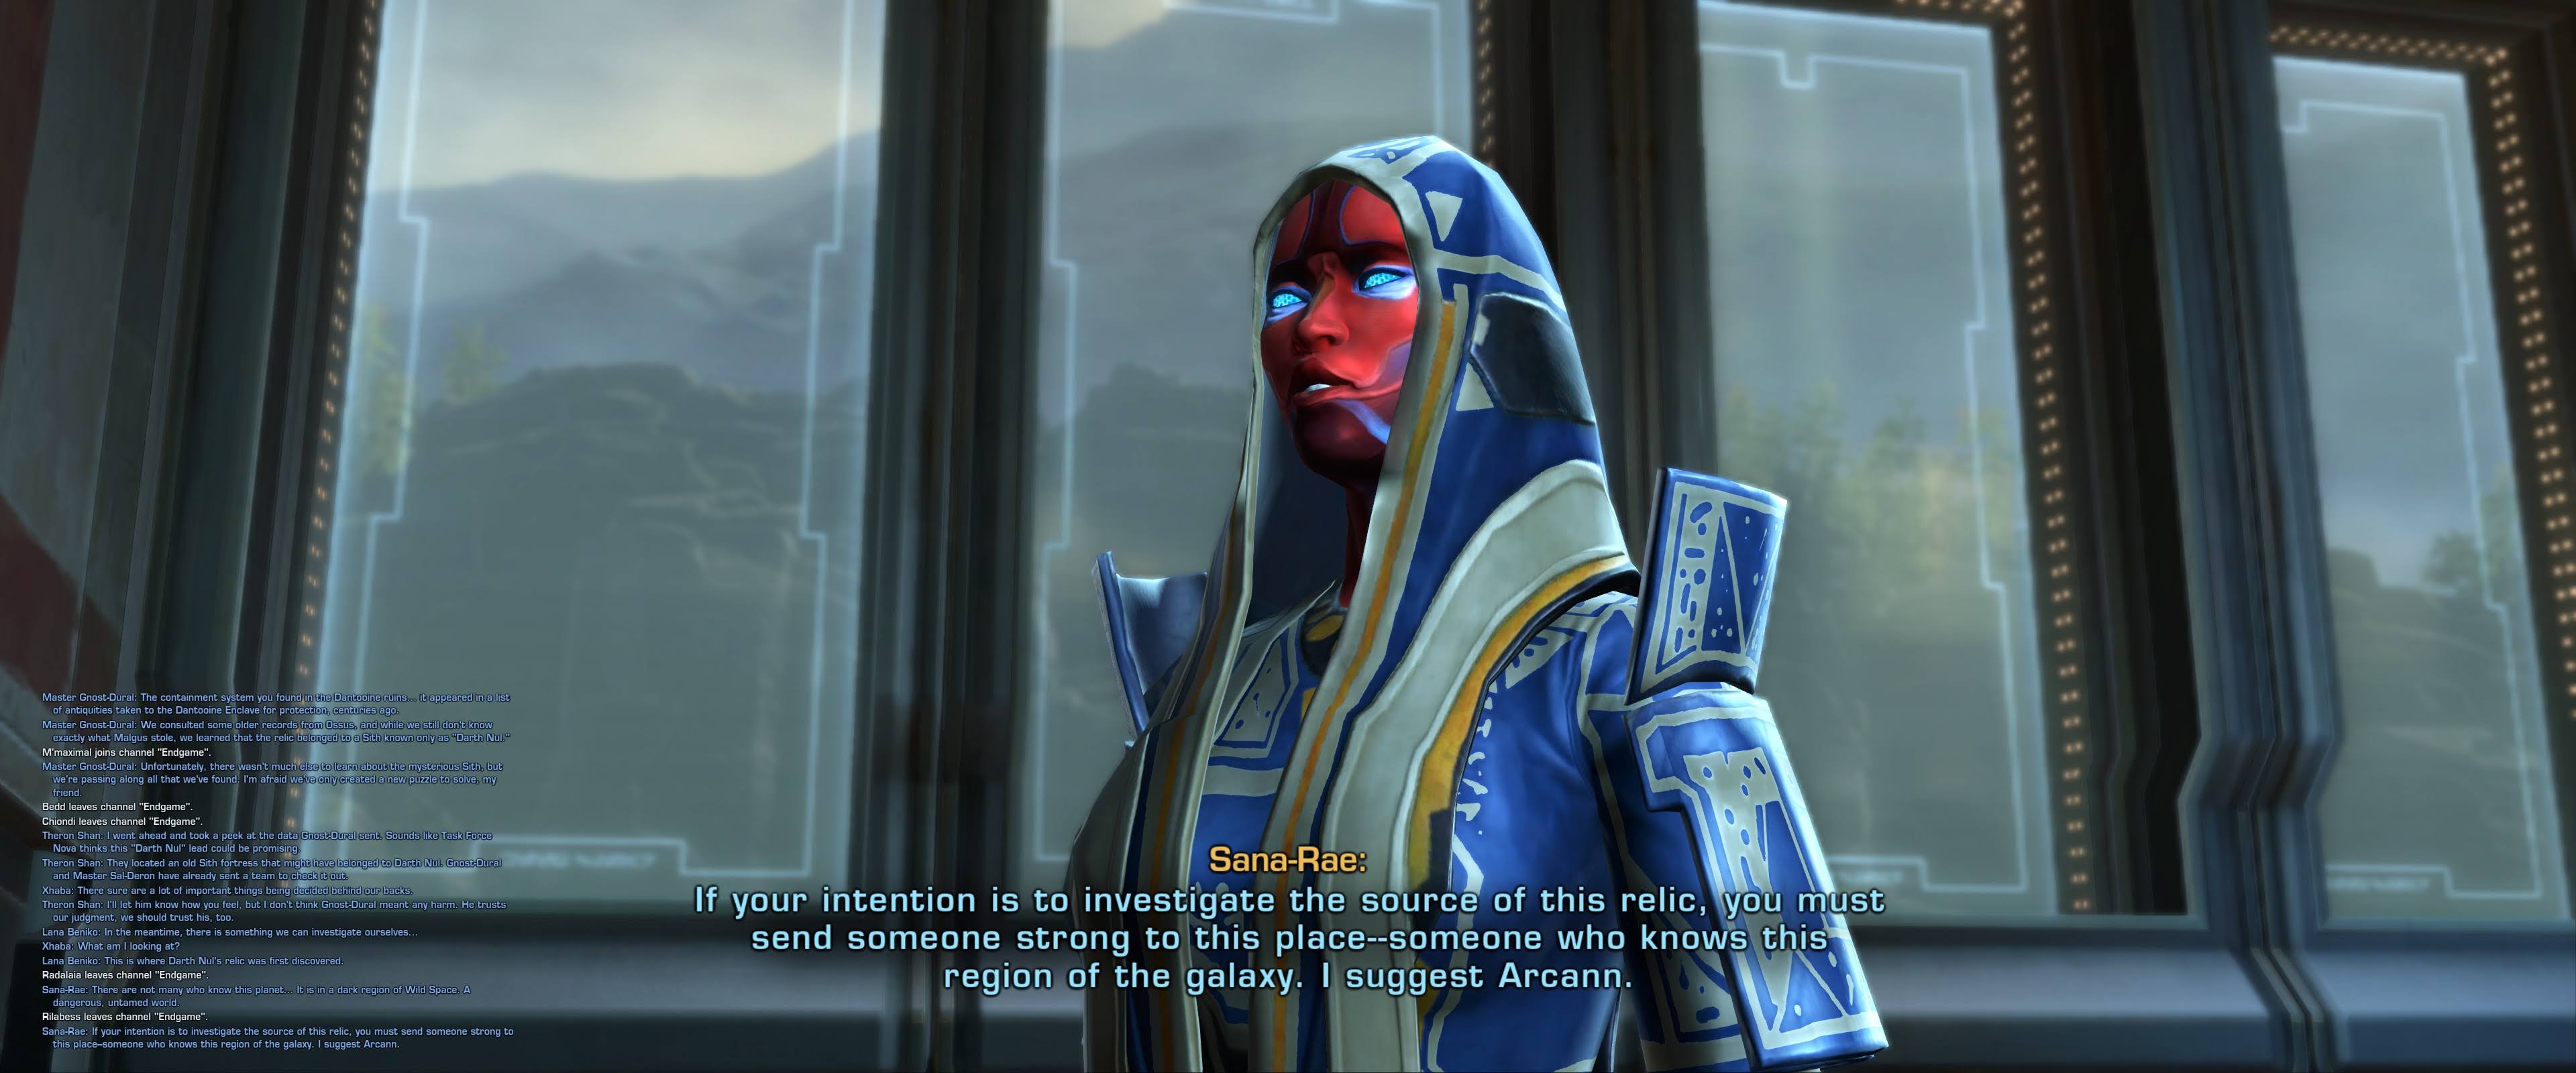 Master Gnost-Dural: The containment system you found in the Dantooine ruins... it appeared in a list
of antiquities taken to the Dantooine Enclave for protection, centuries ago.
Master Gnost-Dural: We consulted some older records from Ossus, and while we still don't know
exactly what Malgus stole, we learned that the relic belonged to a Sith known only as "Darth Nul."
M'maximal joins channel "Endgame".
Master Gnost-Dural: Unfortunately, there wasn't much else to learn about the mysterious Sith, but
we're passing along all that we've found. I'm afraid we've only created a new puzzle to solve, my
friend.
Bedd leaves channel "Endgame".
Chiondi leaves channel "Endgame".
Theron Shan: I went ahead and took a peek at the data Gnost-Dural sent. Sounds like Task Force
Nova thinks this "Darth Nul" lead could be promising.
Theron Shan: They located an old Sith fortress that might have belonged to Darth Nul. Gnost-Dural
and Master Sal-Deron have already sent a team to check it out.
Xhaba: There sure are a lot of important things being decided behind our backs.
Theron Shan: I'll let him know how you feel, but I don't think Gnost-Dural meant any harm. He trusts
our judgment, we should trust his, too.
Lana Beniko: In the meantime, there is something we can investigate ourselves...
Xhaba: What am I looking at?
Lana Beniko: This is where Darth Nul's relic was first discovered.
Radalaia leaves channel "Endgame".
Sana-Rae: There are not many who know this planet... It is in a dark region of Wild Space. A
dangerous, untamed world.
Rilabess leaves channel "Endgame".
Sana-Rae: If your intention is to investigate the source of this relic, you must send someone strong to
this place--someone who knows this region of the galaxy. I suggest Arcann.
Sana-Rae:
If your intention is to investigate the source of this relic, you must
send someone strong to this place--someone who knows this
region of the galaxy. I suggest Arcann.